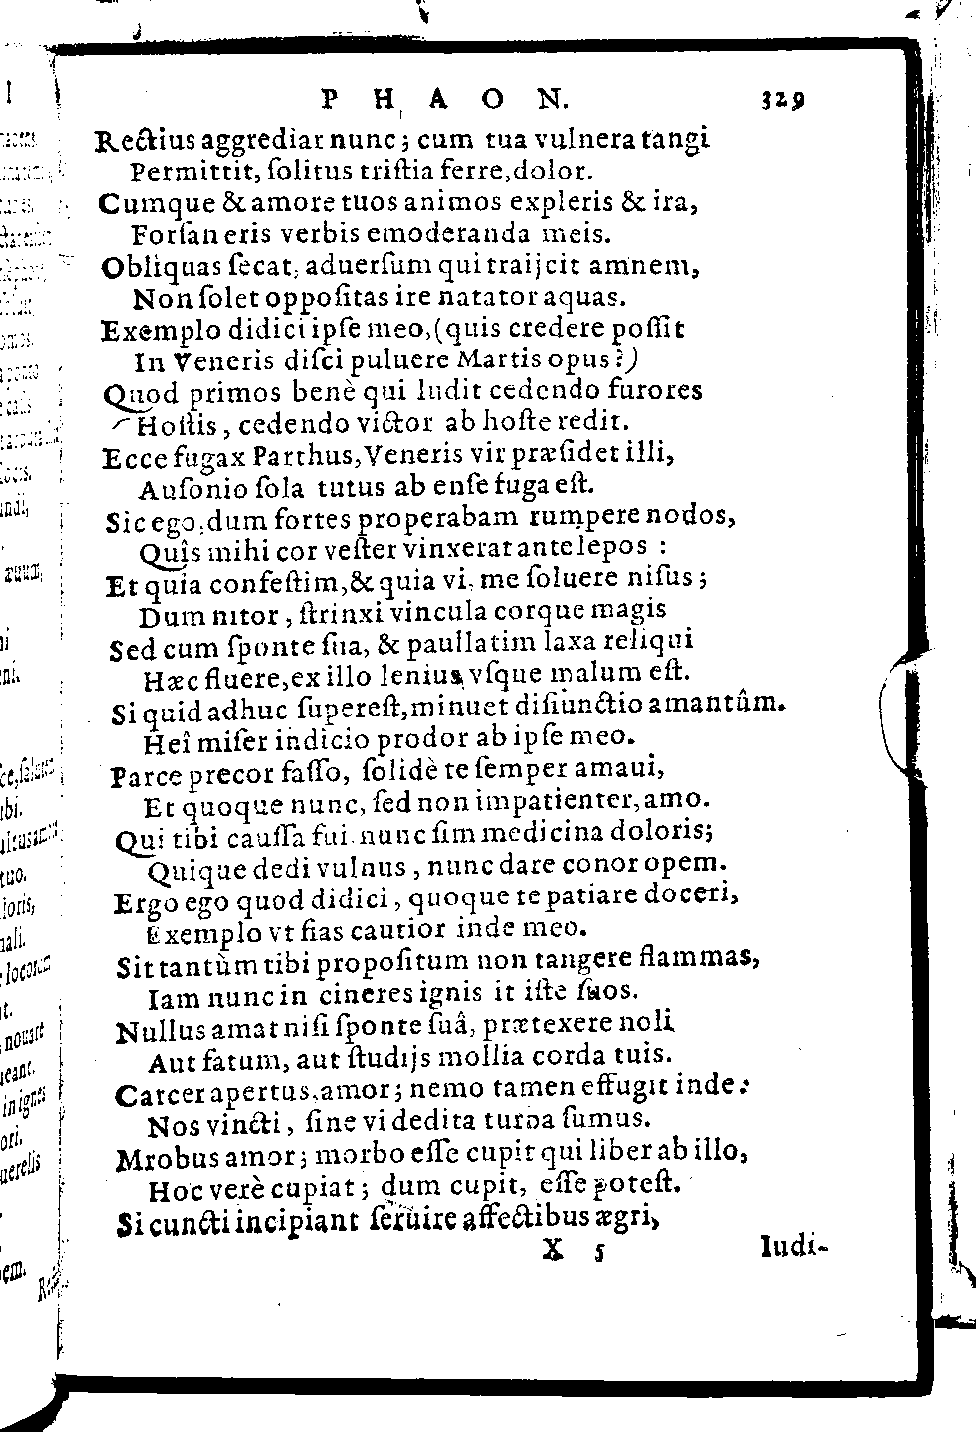 PHAON. 329
Rectius aggrediar nunc; cum tua vulnera tangi
Permittit, ſolitus triſtia ferre, dolor.
Cumque & amore tuos animos expleris & ira,
Forſan eris verbis emoderanda meis.
Obliquas ſecat, aduerſum qui traijcit amnem,
Non ſolet oppoſitas ire natator aquas.
Exemplo didici ipſe meo, (quis credere poſſit
In Veneris diſci puluere Martis opus?)
Quod primos benè qui ludit cedendo furores
Hoſtis, cedendo victor ab hoſte redit.
Ecce fugax Parthus, Veneris vir præſidet illi,
Auſonio ſola tutus ab enſe fuga eſt.
Sic ego, dum fortes properabam rumpere nodos,
Quîs mihi cor veſter vinxerat ante lepos :
Et quia confeſtim, & quia vi, me ſoluere niſus;
Dum nitor, ſtrinxi vincula corque magis
Sed cum ſponte ſua, & paullatim laxa reliqui
Hæc fluere, ex illo lenius vſque malum eſt.
Si quid adhuc ſupereſt, minuet diſiunctio amantûm.
Heî miſer indicio prodor ab ipſe meo.
Parce precor faſſo, ſolidè te ſemper amaui,
Et quoque nunc, ſed non impatienter, amo.
Qui tibi cauſſa fui, nunc ſim medicina doloris;
Quique dedi vulnus, nunc dare conor opem.
Ergo ego quod didici, quoque te patiare doceri,
Exemplo vt fias cautior inde meo.
Sit tantùm tibi propoſitum non tangere flammas,
Iam nunc in cineres ignis it iſte ſuos.
Nullus amat niſi ſponte ſuâ, prætexere noli
Aut fatum, aut ſtudijs mollia corda tuis.
Carcer apertus, amor; nemo tamen effugit inde:
Nos vincti, ſine vi dedita turba ſumus.
Mrobus amor; morbo eſſe cupit qui liber ab illo,
Hoc verè cupiat; dum cupit, eſſe poteſt.
Si cuncti incipiant ſeruire affectibus ægri,
X 5 Iudi-